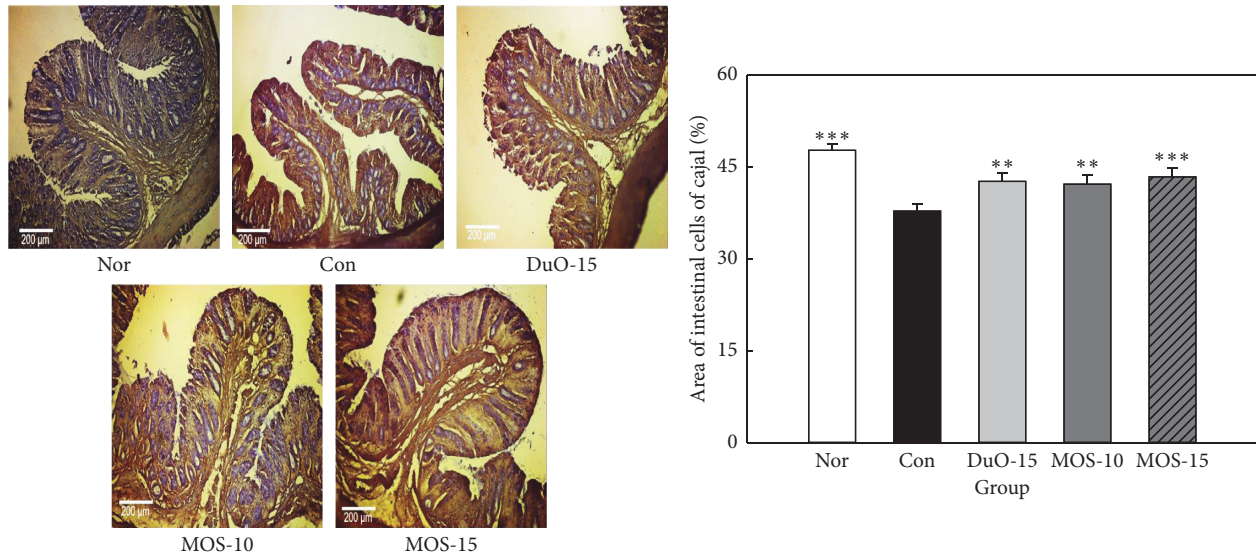 200 μm
200 μm
200 μm
Nor Con DuO-15
200 μm
200 μm
MOS-10 MOS-15
Area of intestinal cells of cajal (%)
60
45
30
15
0
*** ** ** ***
Nor Con DuO-15 MOS-10 MOS-15
Group